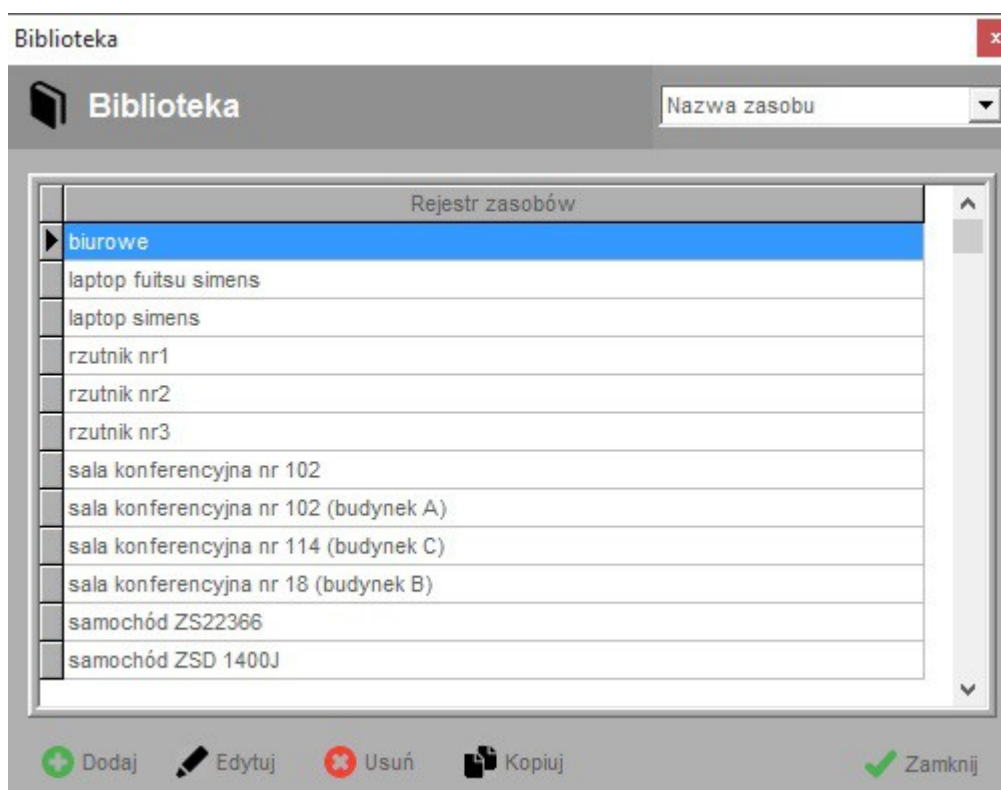 Biblioteka
x
Biblioteka
Nazwa zasobu
Rejestr zasobów
biurowe
laptop fuitsu simens
laptop simens
rzutnik nr1
rzutnik nr2
rzutnik nr3
sala konferencyjna nr 102
sala konferencyjna nr 102 (budynek A)
sala konferencyjna nr 114 (budynek C)
sala konferencyjna nr 18 (budynek B)
samochód ZS22366
samochód ZSD 1400J
Dodaj Edytuj Usuń Kopiuj Zamknij